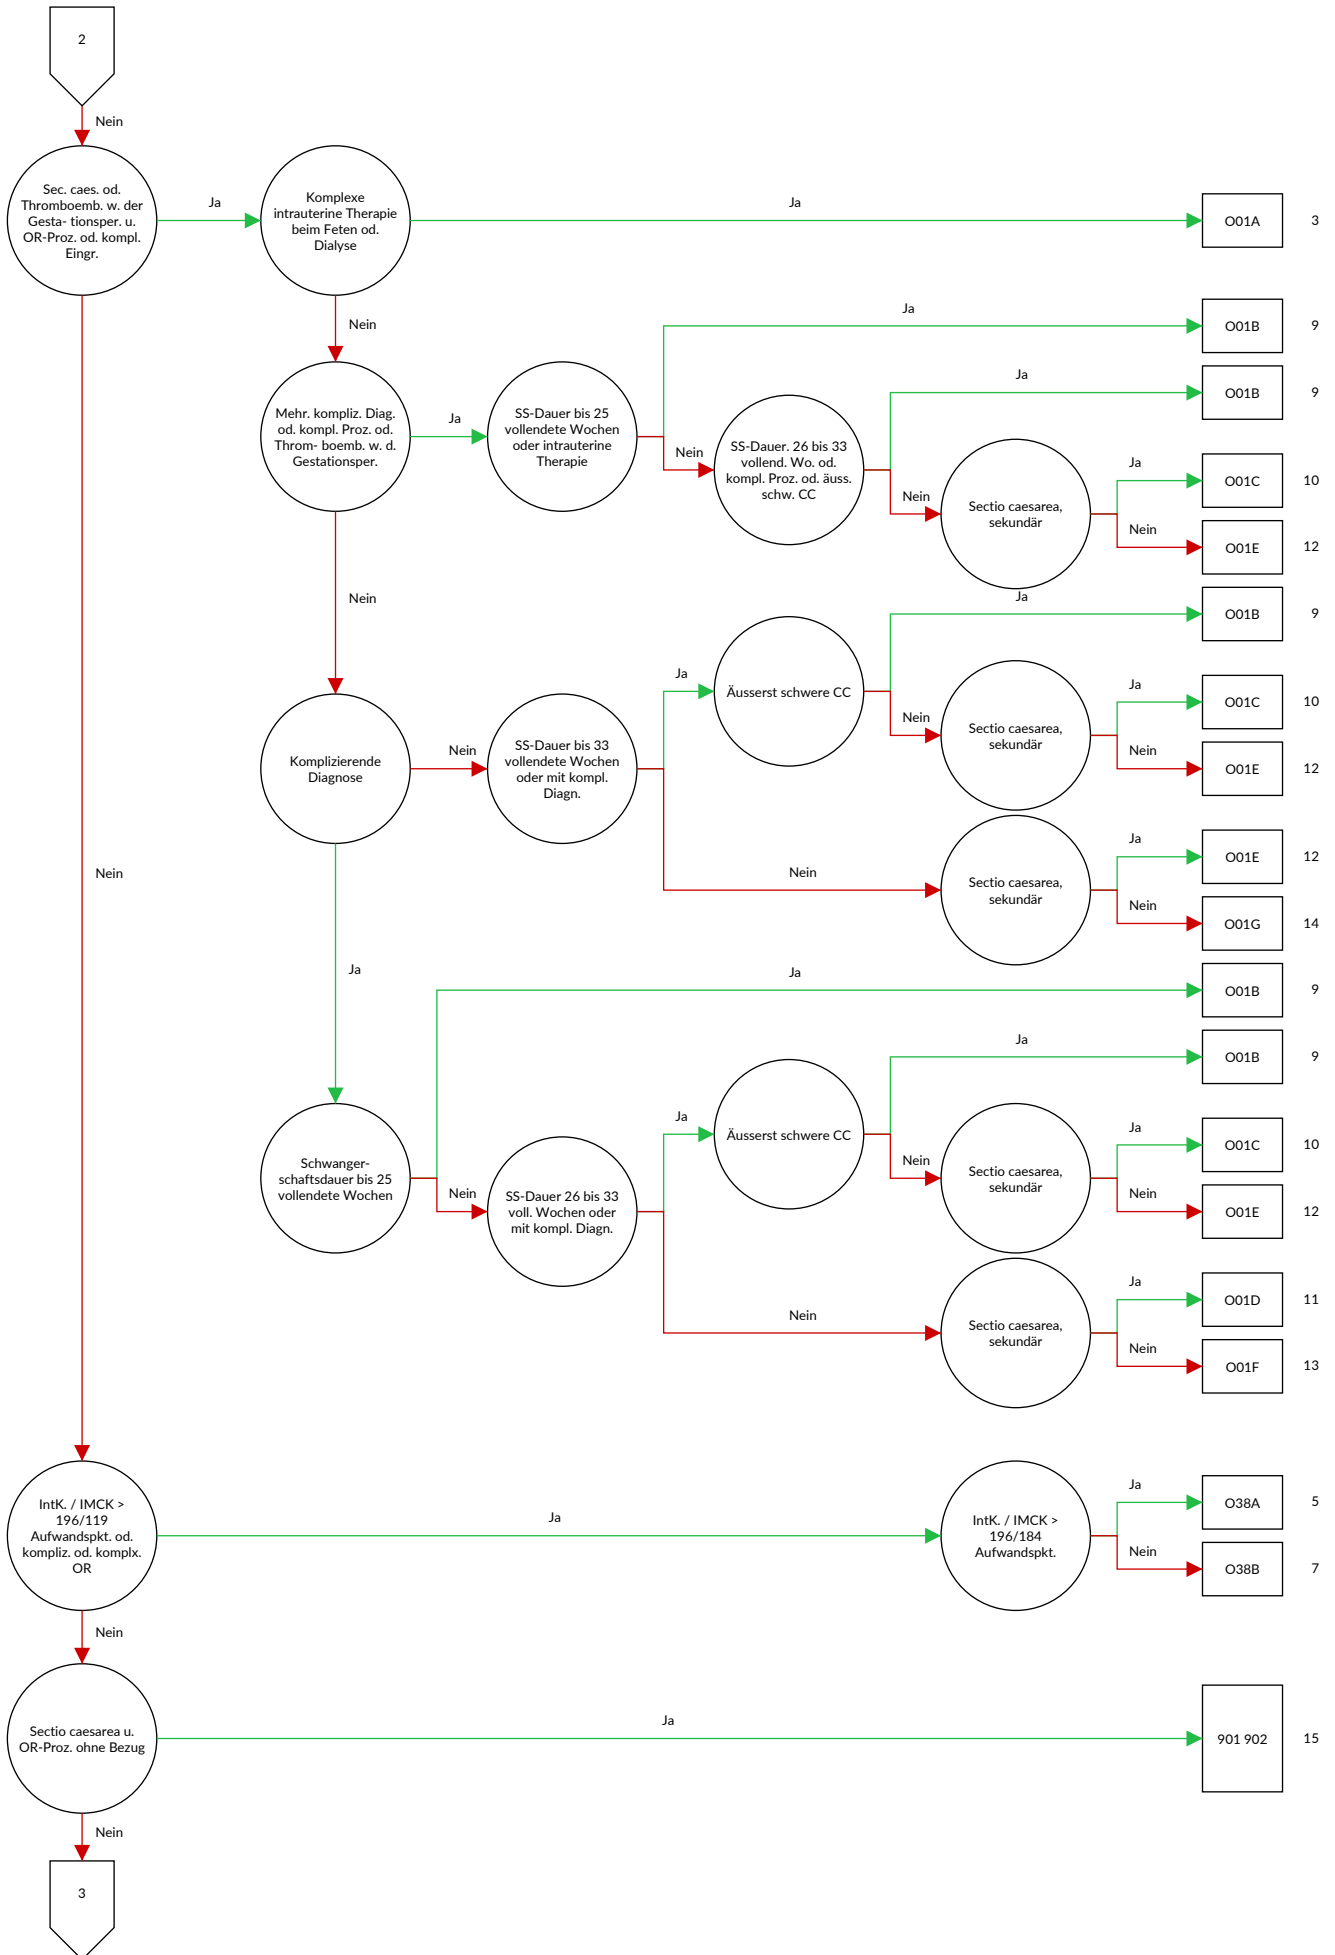 2
Nein
Sec. caes. od.
Thromboemb. w. der
Gesta- tionsper. u.
OR-Proz. od. kompl.
Eingr.
Ja
Komplexe
intrauterine Therapie
beim Feten od.
Dialyse
Ja
O01A
3
Nein
Mehr. kompliz. Diag.
od. kompl. Proz. od.
Throm- boemb. w. d.
Gestationsper.
Ja
SS-Dauer bis 25
vollendete Wochen
oder intrauterine
Therapie
Ja
O01B
9
Nein
SS-Dauer. 26 bis 33
vollend. Wo. od.
kompl. Proz. od. äuss.
schw. CC
Ja
O01B
9
Nein
Sectio caesarea,
sekundär
Ja
O01C
10
Nein
O01E
12
Nein
Komplizierende
Diagnose
Nein
SS-Dauer bis 33
vollendete Wochen
oder mit kompl.
Diagn.
Ja
Äusserst schwere CC
Ja
O01B
9
Nein
Sectio caesarea,
sekundär
Ja
O01C
10
Nein
O01E
12
Nein
Sectio caesarea,
sekundär
Ja
O01E
12
Nein
O01G
14
Ja
Schwanger-
schaftsdauer bis 25
vollendete Wochen
Ja
O01B
9
Nein
SS-Dauer 26 bis 33
voll. Wochen oder
mit kompl. Diagn.
Ja
Äusserst schwere CC
Ja
O01B
9
Nein
Sectio caesarea,
sekundär
Ja
O01C
10
Nein
O01E
12
Nein
Sectio caesarea,
sekundär
Ja
O01D
11
Nein
O01F
13
Nein
IntK. / IMCK >
196/119
Aufwandspkt. od.
kompliz. od. komplx.
OR
Ja
IntK. / IMCK >
196/184
Aufwandspkt.
Ja
O38A
5
Nein
O38B
7
Nein
Sectio caesarea u.
OR-Proz. ohne Bezug
Ja
901 902
15
Nein
3